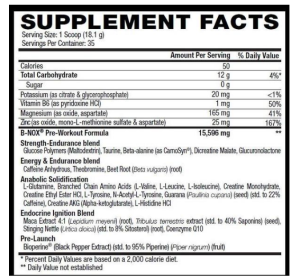 SUPPLEMENT FACTS
Serving Size: 1 Scoop (18.1 g)
Servings Per Container: 35
Amount Per Serving % Daily Value
Calories 50
Total Carbohydrate 12 g 4%*
Sugar 0 g
Potassium (as citrate & glycerophosphate) 20 mg <1%
Vitamin B6 (as pyridoxine HCl) 1 mg 50%
Magnesium (as oxide, aspartate) 165 mg 41%
Zinc (as oxide, mono-L-methionine sulfate & aspartate) 25 mg 167%
B-NOX® Pre-Workout Formula 15,596 mg **
Strength-Endurance blend
Glucose Polymers (Maltodextrin), Taurine, Beta-alanine (as CarnoSyn®), Dicreatine Malate, Glucuronolactone
Energy & Endurance blend
Caffeine Anhydrous, Theobromine, Beet Root (Beta vulgaris) (root)
Anabolic Solidification
L-Glutamine, Branched Chain Amino Acids (L-Valine, L-Leucine, L-Isoleucine), Creatine Monohydrate,
Creatine Ethyl Ester HCl, L-Tyrosine, N-Acetyl-L-Tyrosine, Guarana (Paullinia cupana) (seed) (std. to 22%
Caffeine), Creatine AKG (Alpha-ketoglutarate), L-Histidine HCl
Endocrine Ignition Blend
Maca Extract 4:1 (Lepidium meyenii) (root), Tribulus terrestris extract (std. to 40% Saponins) (seed),
Stinging Nettle (Urtica dioica) (std. to 8% Sitosterol) (root), Coenzyme Q10
Pre-Launch
Bioperine® (Black Pepper Extract) (std. to 95% Piperine) (Piper nigrum) (fruit)
* Percent Daily Values are based on a 2,000 calorie diet.
** Daily Value not established